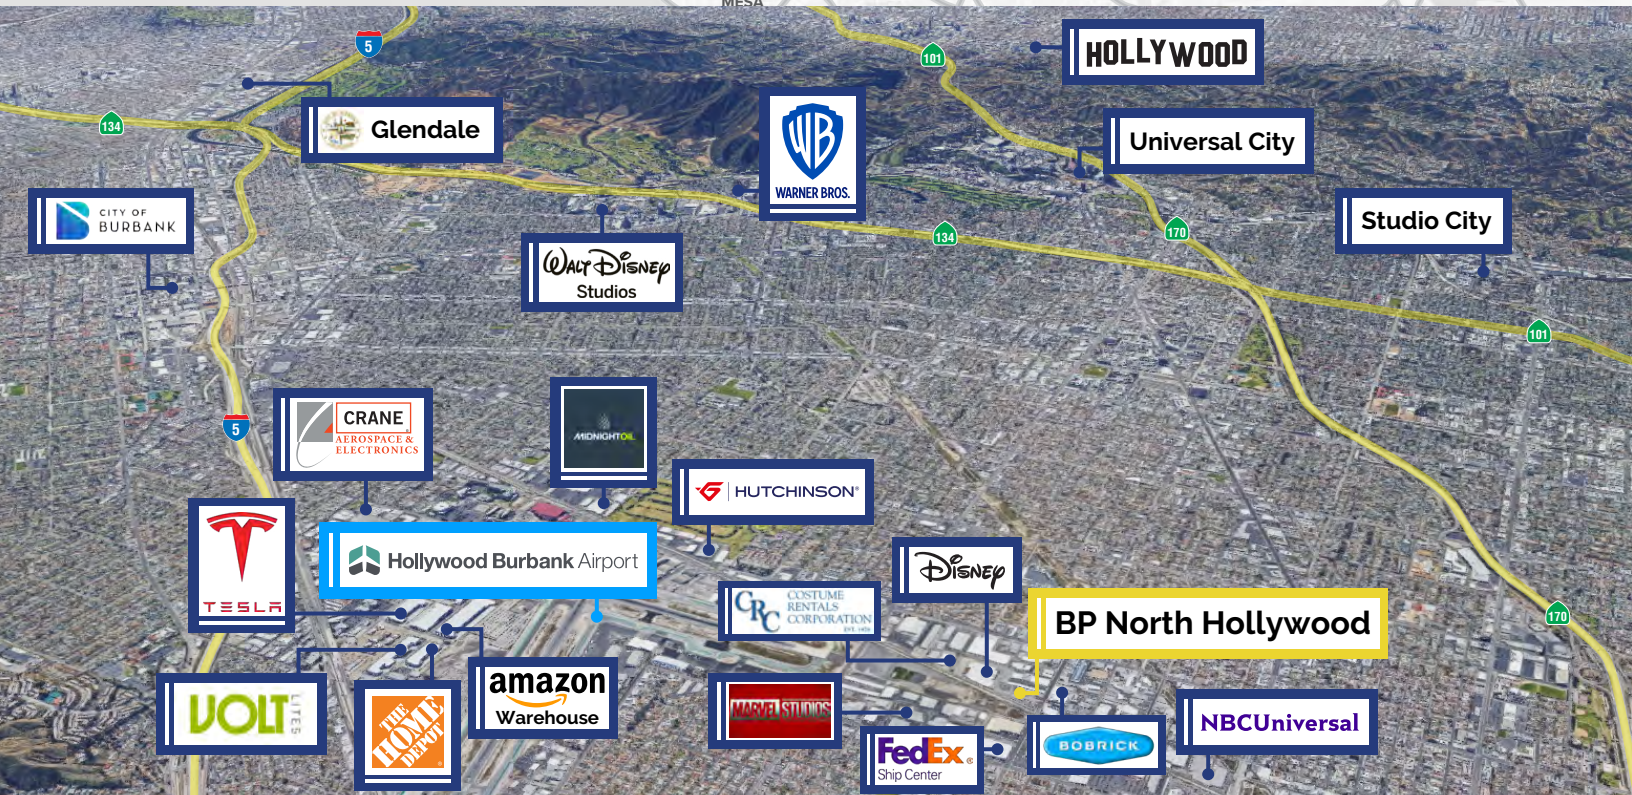 MESA
5
101
HOLLYWOOD
134
Glendale
WB
WARNER BROS.
Universal City
CITY OF
BURBANK
Walt Disney
Studios
134
170
Studio City
101
5
CRANE
AEROSPACE &
ELECTRONICS
MIDNIGHTOIL
HUTCHINSON®
TESLA
Hollywood Burbank Airport
CRC
COSTUME
RENTALS
CORPORATION
Disney
BP North Hollywood
170
VOLT
LITES
THE
HOME
DEPOT
amazon
Warehouse
MARVEL STUDIOS
FedEx®
Ship Center
BOBRICK
NBCUniversal